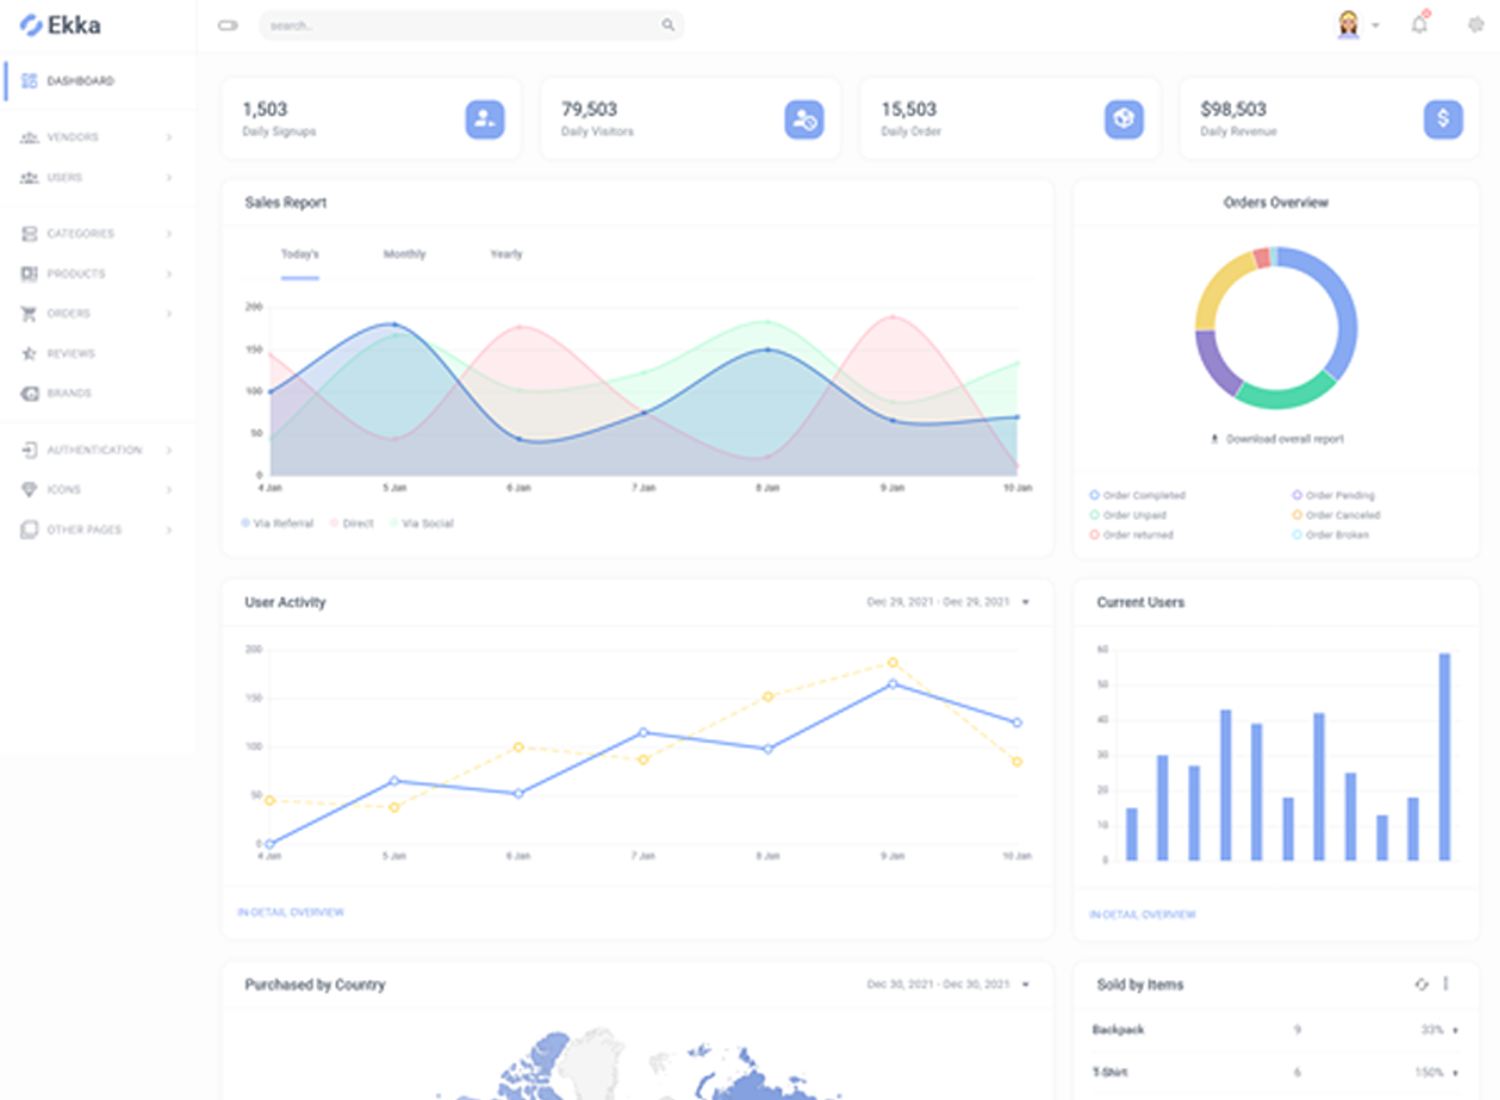 Ekka
search..
DASHBOARD
VENDORS
USERS
CATEGORIES
PRODUCTS
ORDERS
REVIEWS
BRANDS
AUTHENTICATION
ICONS
OTHER PAGES
1,503
Daily Signups
79,503
Daily Visitors
15,503
Daily Order
$98,503
Daily Revenue
Sales Report
Today's Monthly Yearly
200
150
100
50
0
4 Jan 5 Jan 6 Jan 7 Jan 8 Jan 9 Jan 10 Jan
Via Referral Direct Via Social
Orders Overview
Download overall report
Order Completed Order Pending
Order Unpaid Order Canceled
Order returned Order Broken
User Activity
Dec 29, 2021 - Dec 29, 2021
200
150
100
50
0
4 Jan 5 Jan 6 Jan 7 Jan 8 Jan 9 Jan 10 Jan
IN-DETAIL OVERVIEW
Current Users
60
50
40
30
20
10
0
IN-DETAIL OVERVIEW
Purchased by Country
Dec 30, 2021 - Dec 30, 2021
Sold by Items
Backpack 9 33%
T-Shirt 6 150%